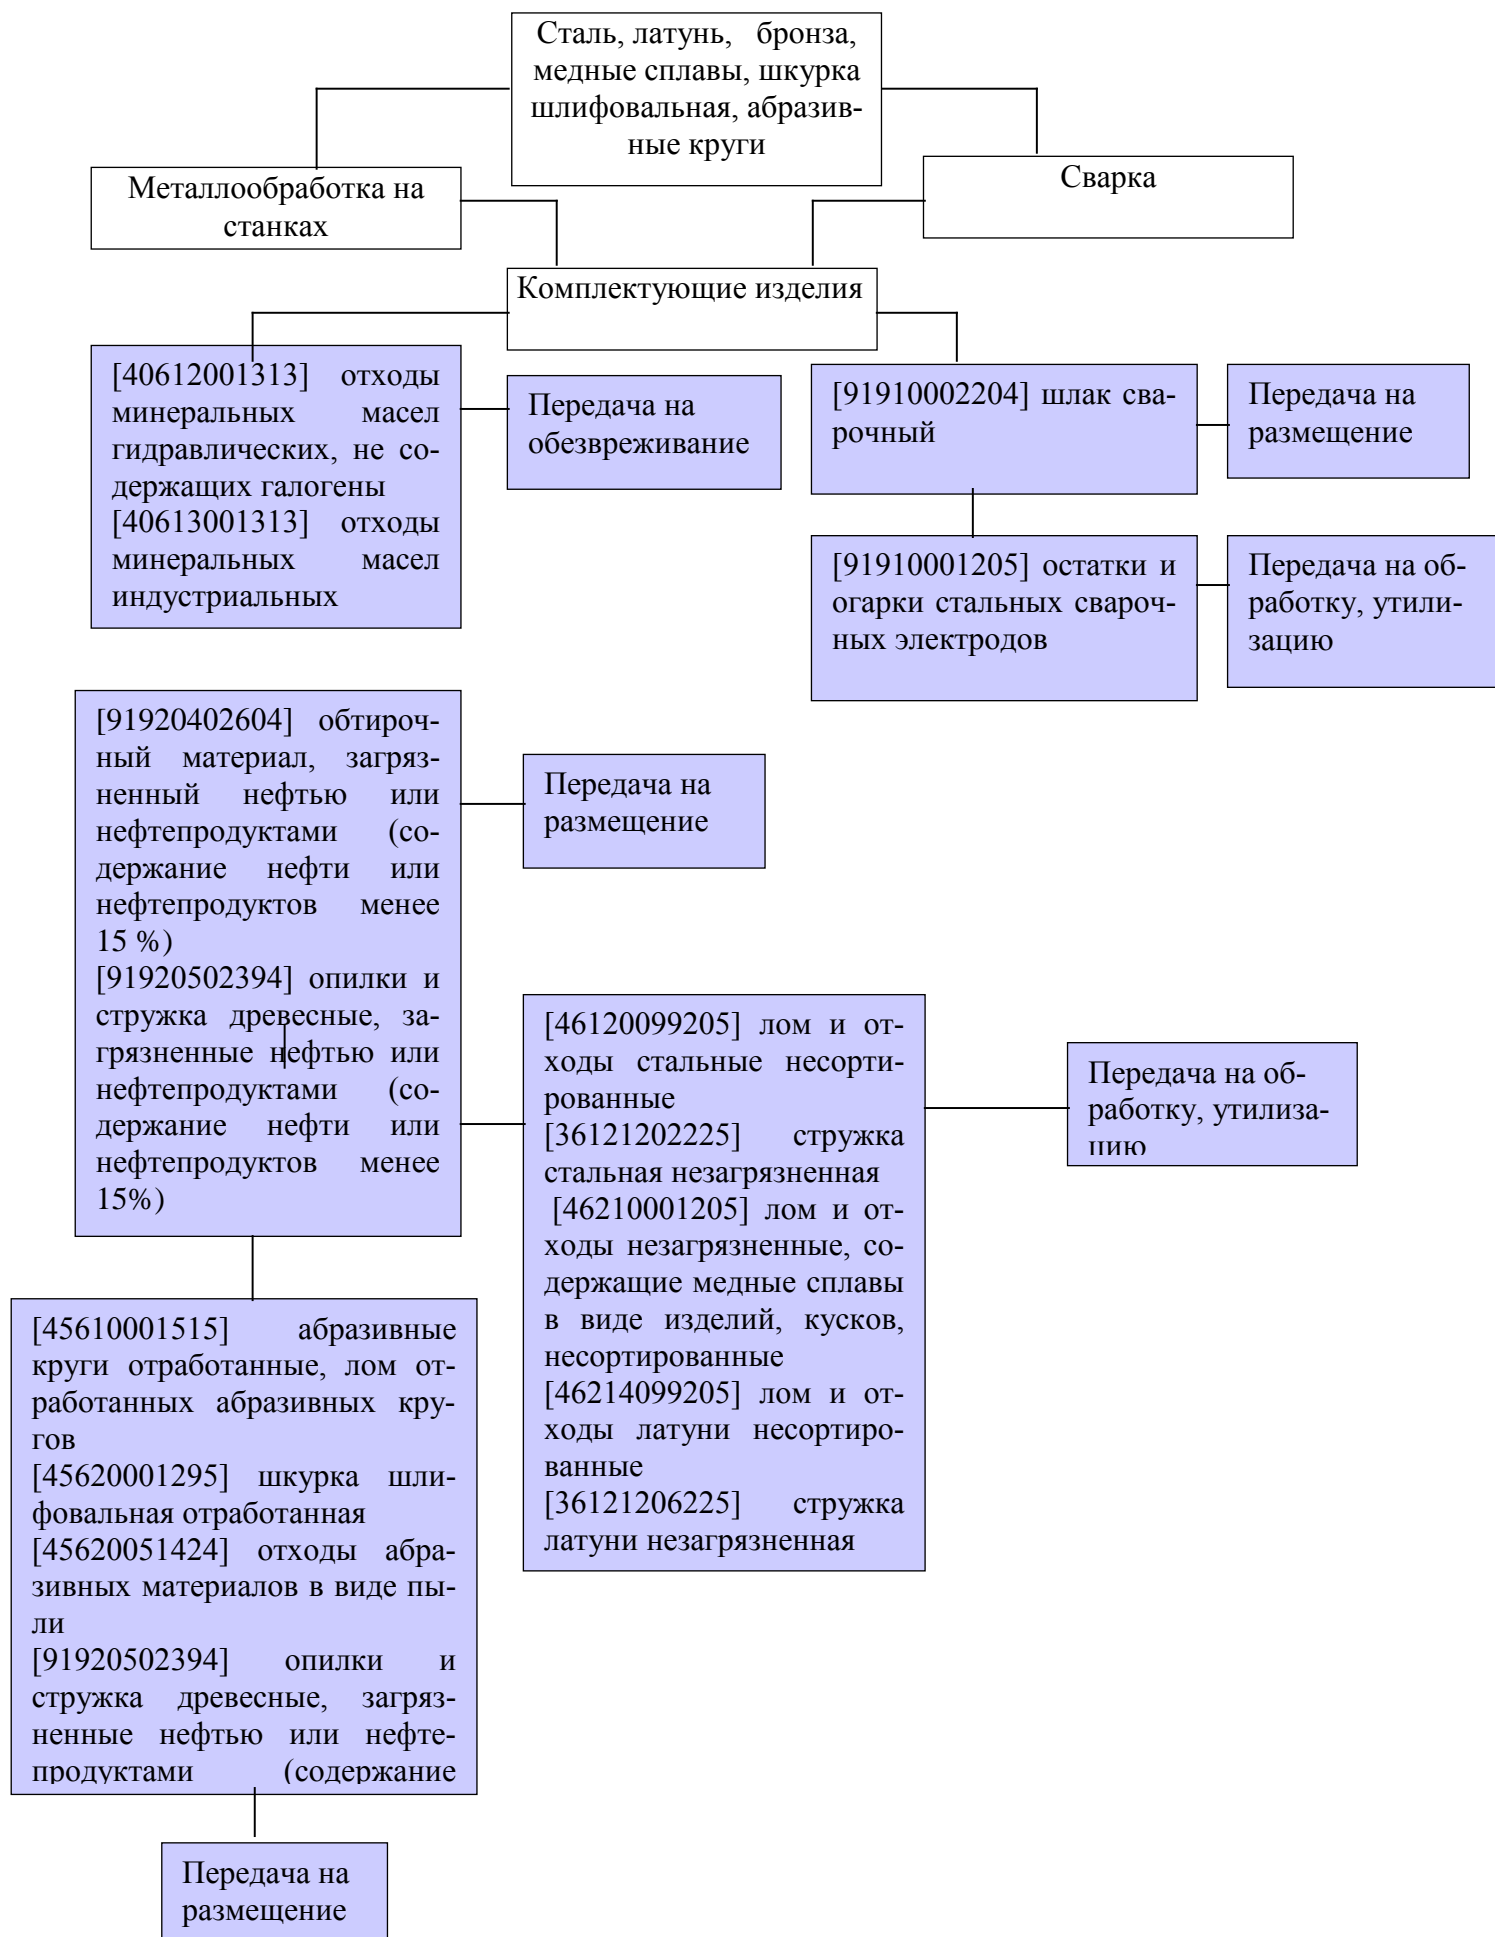 Сталь, латунь, бронза,
медные сплавы, шкурка
шлифовальная, абразив-
ные круги
Металлообработка на
станках
Сварка
Комплектующие изделия
[40612001313] отходы
минеральных масел
гидравлических, не со-
держащих галогены
[40613001313] отходы
минеральных масел
индустриальных
Передача на
обезвреживание
[91910002204] шлак сва-
рочный
Передача на
размещение
[91910001205] остатки и
огарки стальных свароч-
ных электродов
Передача на об-
работку, утили-
зацию
[91920402604] обтироч-
ный материал, загряз-
ненный нефтью или
нефтепродуктами (со-
держание нефти или
нефтепродуктов менее
15 %)
[91920502394] опилки и
стружка древесные, за-
грязненные нефтью или
нефтепродуктами (со-
держание нефти или
нефтепродуктов менее
15%)
Передача на
размещение
[46120099205] лом и от-
ходы стальные несорти-
рованные
[36121202225] стружка
стальная незагрязненная
[46210001205] лом и от-
ходы незагрязненные, со-
держащие медные сплавы
в виде изделий, кусков,
несортированные
[46214099205] лом и от-
ходы латуни несортиро-
ванные
[36121206225] стружка
латуни незагрязненная
Передача на об-
работку, утилиза-
цию
[45610001515] абразивные
круги отработанные, лом от-
работанных абразивных кру-
гов
[45620001295] шкурка шли-
фовальная отработанная
[45620051424] отходы абра-
зивных материалов в виде пы-
ли
[91920502394] опилки и
стружка древесные, загряз-
ненные нефтью или нефте-
продуктами (содержание
Передача на
размещение